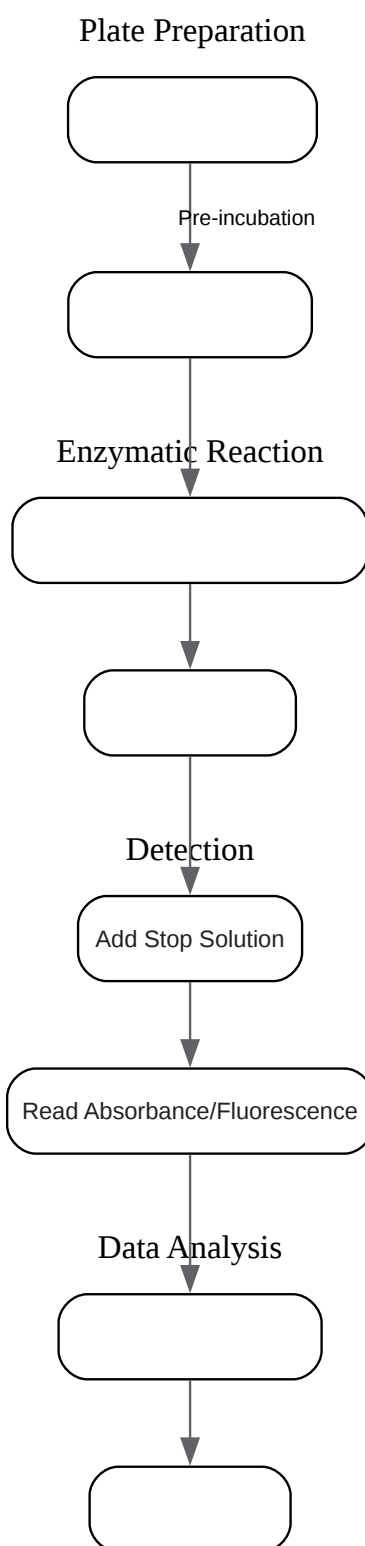 Plate Preparation
Pre-incubation
Enzymatic Reaction
Detection
Add Stop Solution
Read Absorbance/Fluorescence
Data Analysis